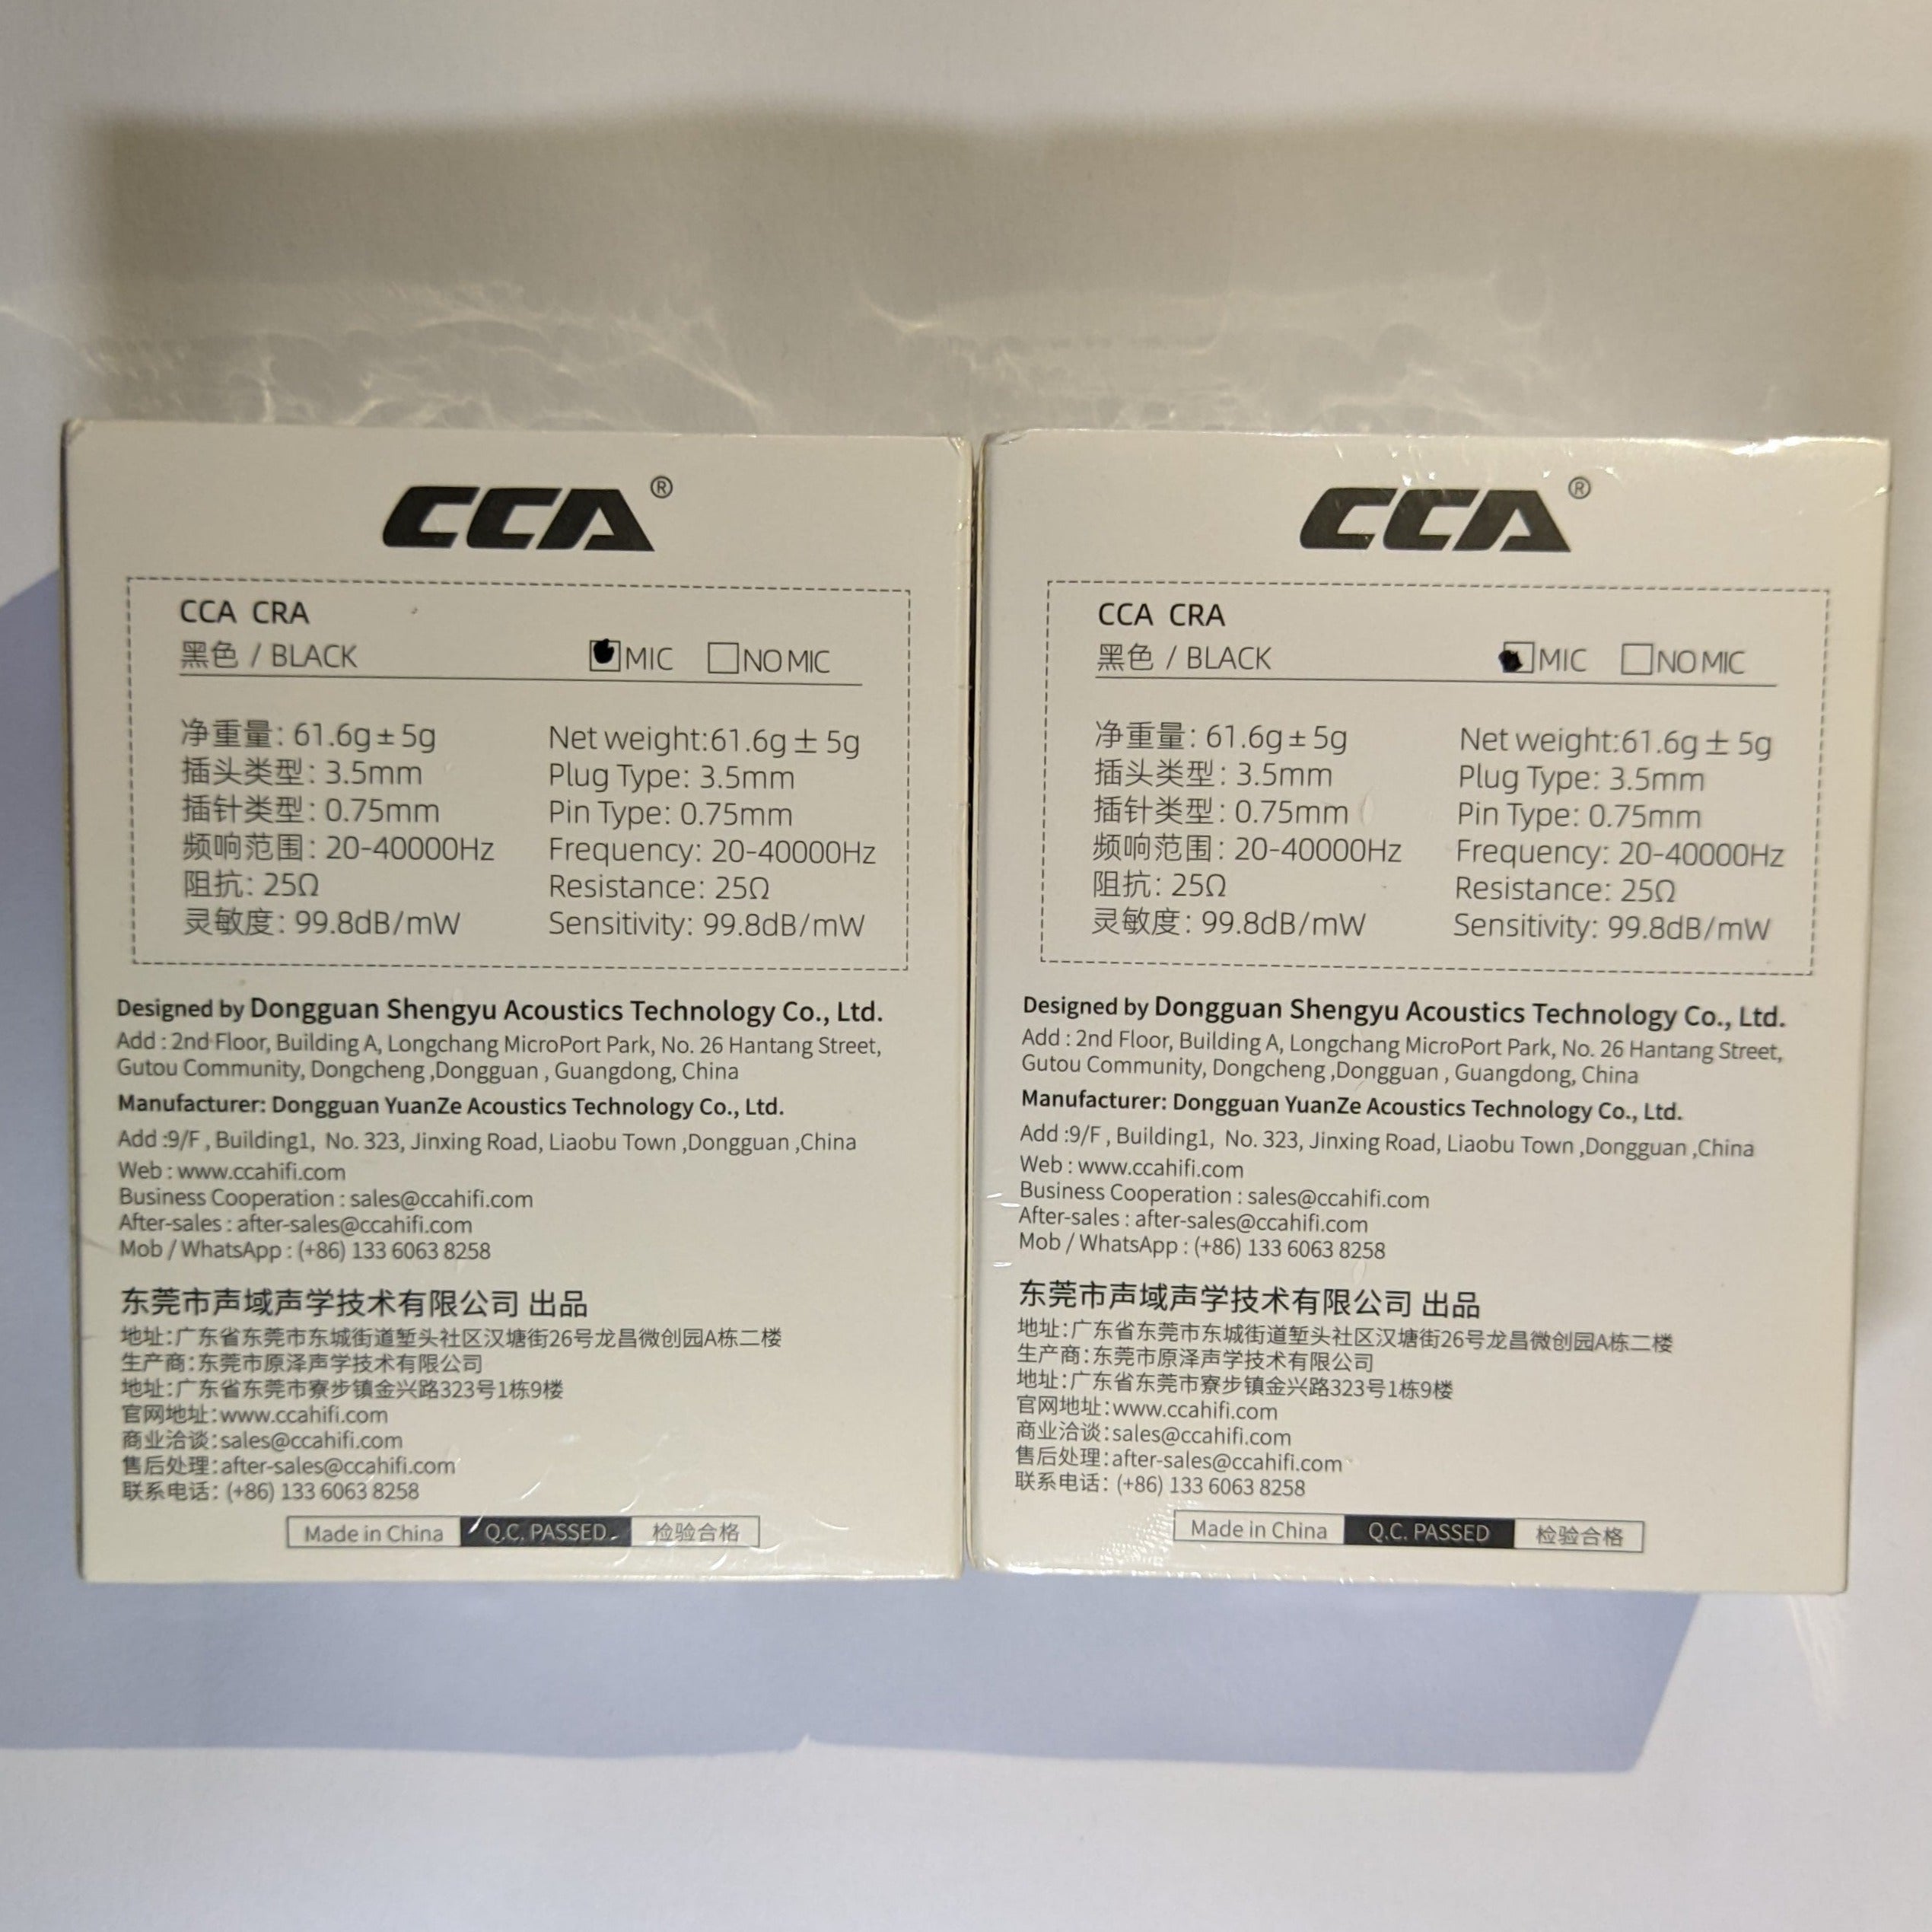 CCA®
CCA CRA
黑色 / BLACK MIC NO MIC
净重量: 61.6g ± 5g
插头类型: 3.5mm
插针类型: 0.75mm
频响范围: 20-40000Hz
阻抗: 25Ω
灵敏度: 99.8dB/mW
Net weight:61.6g ± 5g
Plug Type: 3.5mm
Pin Type: 0.75mm
Frequency: 20-40000Hz
Resistance: 25Ω
Sensitivity: 99.8dB/mW
Designed by Dongguan Shengyu Acoustics Technology Co., Ltd.
Add : 2nd Floor, Building A, Longchang MicroPort Park, No. 26 Hantang Street,
Gutou Community, Dongcheng ,Dongguan , Guangdong, China
Manufacturer: Dongguan YuanZe Acoustics Technology Co., Ltd.
Add :9/F , Building1, No. 323, Jinxing Road, Liaobu Town ,Dongguan ,China
Web : www.ccahifi.com
Business Cooperation : sales@ccahifi.com
After-sales : after-sales@ccahifi.com
Mob / WhatsApp : (+86) 133 6063 8258
东莞市声域声学技术有限公司 出品
地址:广东省东莞市东城街道堑头社区汉塘街26号龙昌微创园A栋二楼
生产商:东莞市原泽声学技术有限公司
地址:广东省东莞市寮步镇金兴路323号1栋9楼
官网地址:www.ccahifi.com
商业洽谈:sales@ccahifi.com
售后处理:after-sales@ccahifi.com
联系电话: (+86) 133 6063 8258
Made in China Q.C. PASSED 检验合格
CCA®
CCA CRA
黑色 / BLACK MIC NO MIC
净重量: 61.6g ± 5g
插头类型: 3.5mm
插针类型: 0.75mm
频响范围: 20-40000Hz
阻抗: 25Ω
灵敏度: 99.8dB/mW
Net weight:61.6g ± 5g
Plug Type: 3.5mm
Pin Type: 0.75mm
Frequency: 20-40000Hz
Resistance: 25Ω
Sensitivity: 99.8dB/mW
Designed by Dongguan Shengyu Acoustics Technology Co., Ltd.
Add : 2nd Floor, Building A, Longchang MicroPort Park, No. 26 Hantang Street,
Gutou Community, Dongcheng ,Dongguan , Guangdong, China
Manufacturer: Dongguan YuanZe Acoustics Technology Co., Ltd.
Add :9/F , Building1, No. 323, Jinxing Road, Liaobu Town ,Dongguan ,China
Web : www.ccahifi.com
Business Cooperation : sales@ccahifi.com
After-sales : after-sales@ccahifi.com
Mob / WhatsApp : (+86) 133 6063 8258
东莞市声域声学技术有限公司 出品
地址:广东省东莞市东城街道堑头社区汉塘街26号龙昌微创园A栋二楼
生产商:东莞市原泽声学技术有限公司
地址:广东省东莞市寮步镇金兴路323号1栋9楼
官网地址:www.ccahifi.com
商业洽谈:sales@ccahifi.com
售后处理:after-sales@ccahifi.com
联系电话: (+86) 133 6063 8258
Made in China Q.C. PASSED 检验合格